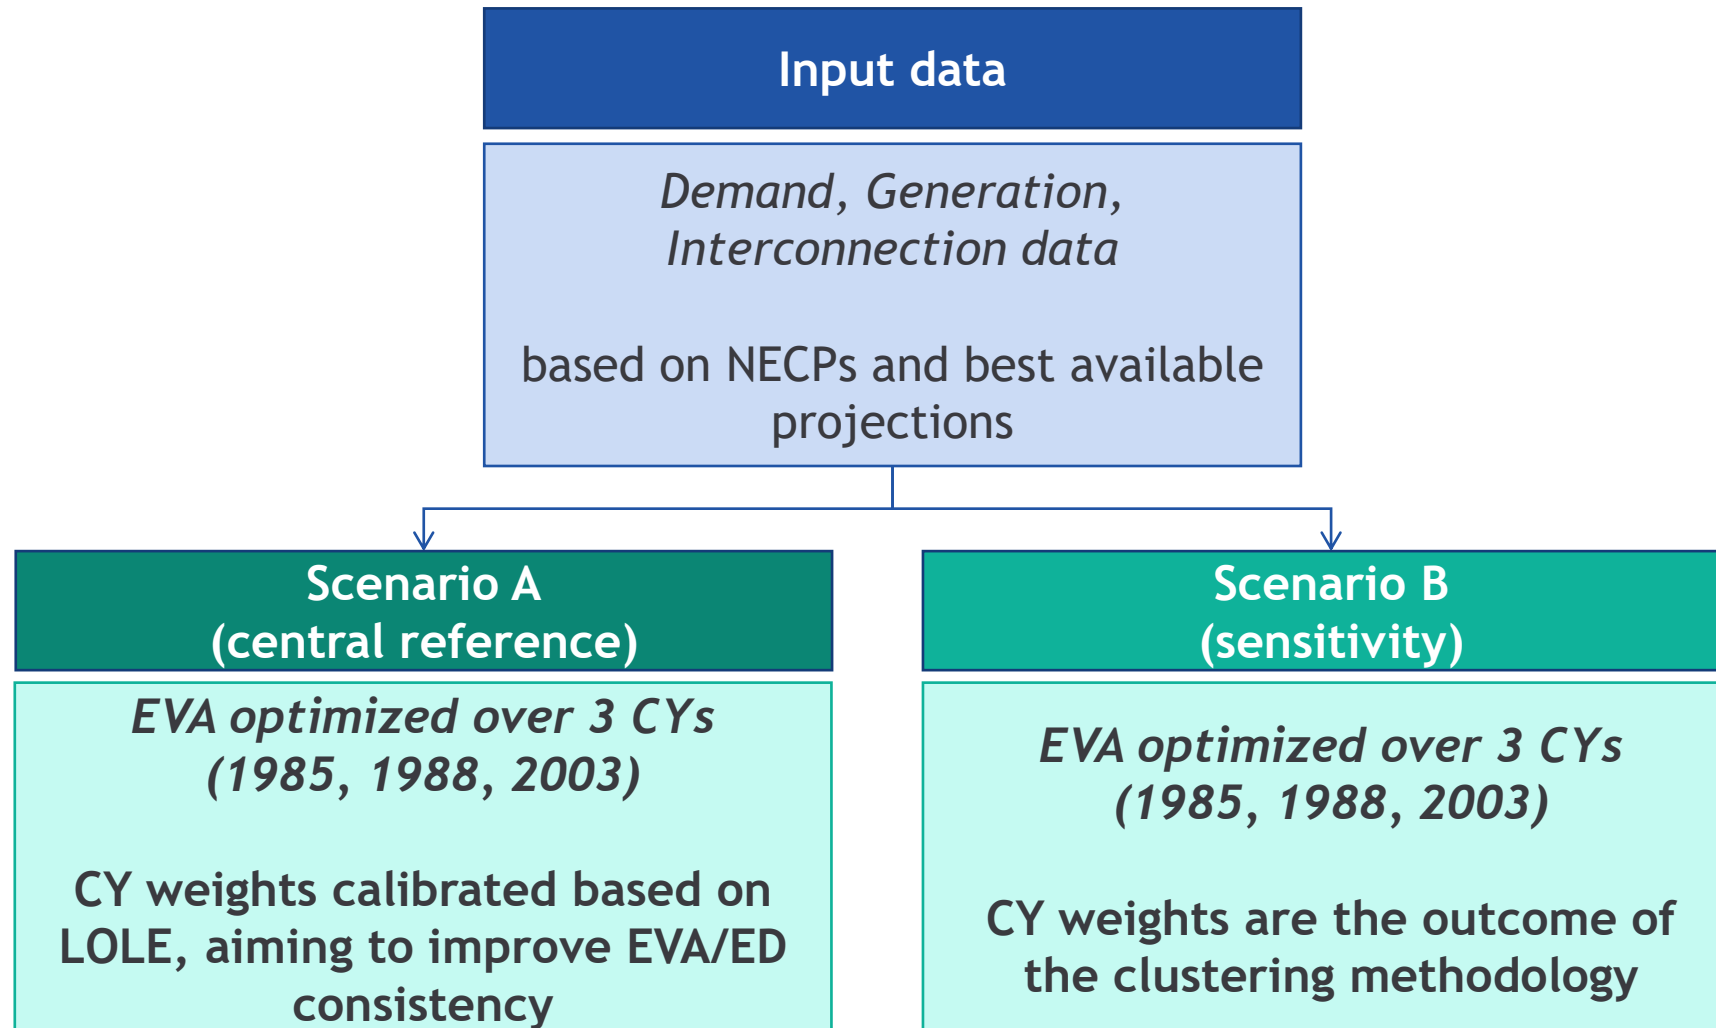 Input data
Demand, Generation,
Interconnection data
based on NECPs and best available
projections
Scenario A
(central reference)
EVA optimized over 3 CYs
(1985, 1988, 2003)
CY weights calibrated based on
LOLE, aiming to improve EVA/ED
consistency
Scenario B
(sensitivity)
EVA optimized over 3 CYs
(1985, 1988, 2003)
CY weights are the outcome of
the clustering methodology